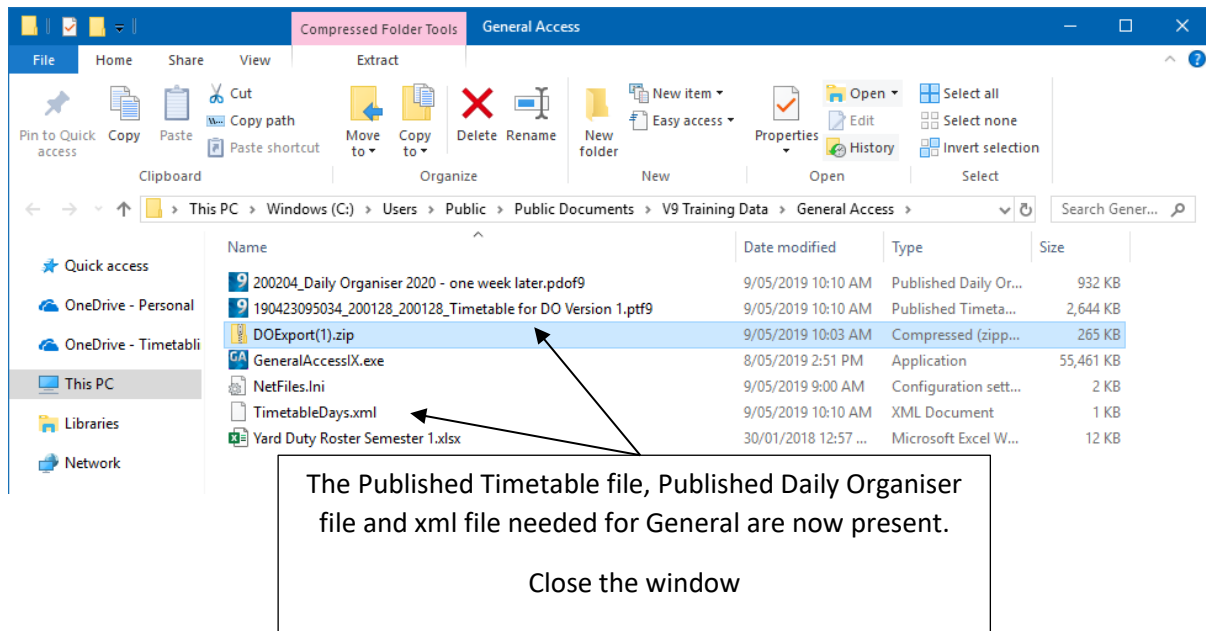 Compressed Folder Tools General Access
File Home Share View Extract
Pin to Quick access
Copy
Paste
Cut
Copy path
Paste shortcut
Clipboard
Move to
Copy to
Delete
Rename
Organize
New folder
New item
Easy access
New
Properties
Open
Edit
History
Open
Select all
Select none
Invert selection
Select
This PC > Windows (C:) > Users > Public > Public Documents > V9 Training Data > General Access >
Search Gener...
Quick access
OneDrive - Personal
OneDrive - Timetabli
This PC
Libraries
Network
Name Date modified Type Size
200204_Daily Organiser 2020 - one week later.pdof9 9/05/2019 10:10 AM Published Daily Or... 932 KB
190423095034_200128_200128_Timetable for DO Version 1.ptf9 9/05/2019 10:10 AM Published Timeta... 2,644 KB
DOExport(1).zip 9/05/2019 10:03 AM Compressed (zipp... 265 KB
GeneralAccessIX.exe 8/05/2019 2:51 PM Application 55,461 KB
NetFiles.Ini 9/05/2019 9:00 AM Configuration sett... 2 KB
TimetableDays.xml 9/05/2019 10:10 AM XML Document 1 KB
Yard Duty Roster Semester 1.xlsx 30/01/2018 12:57 ... Microsoft Excel W... 12 KB
The Published Timetable file, Published Daily Organiser
file and xml file needed for General are now present.
Close the window